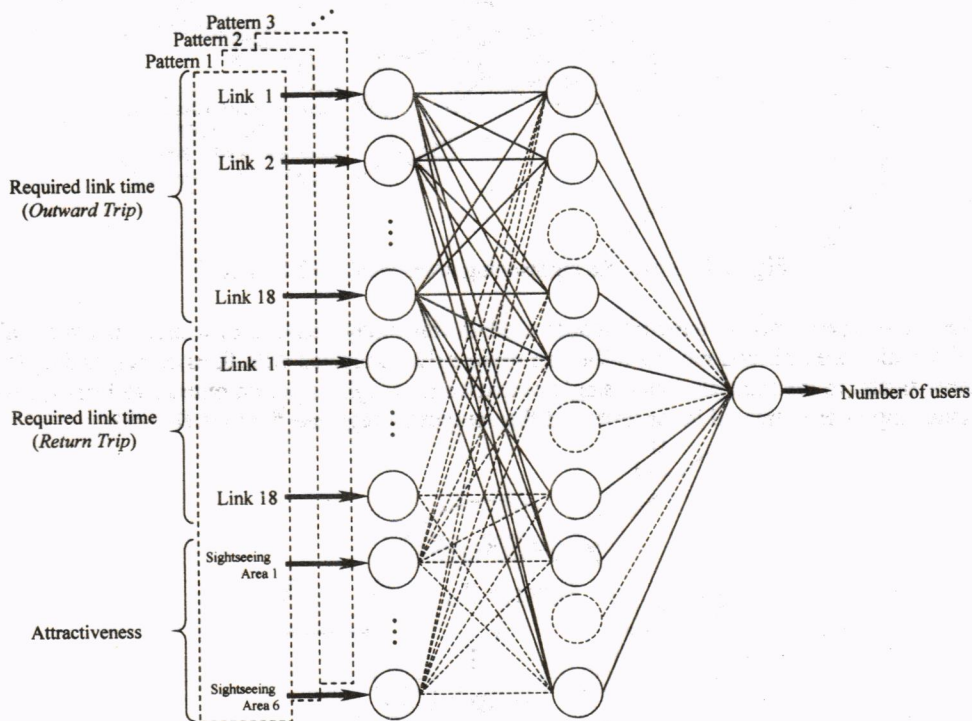 Pattern 3
Pattern 2
Pattern 1
Link 1
Link 2
Required link time
(Outward Trip)
Link 18
Link 1
Required link time
(Return Trip)
Link 18
Sightseeing
Area 1
Attractiveness
Sightseeing
Area 6
Number of users